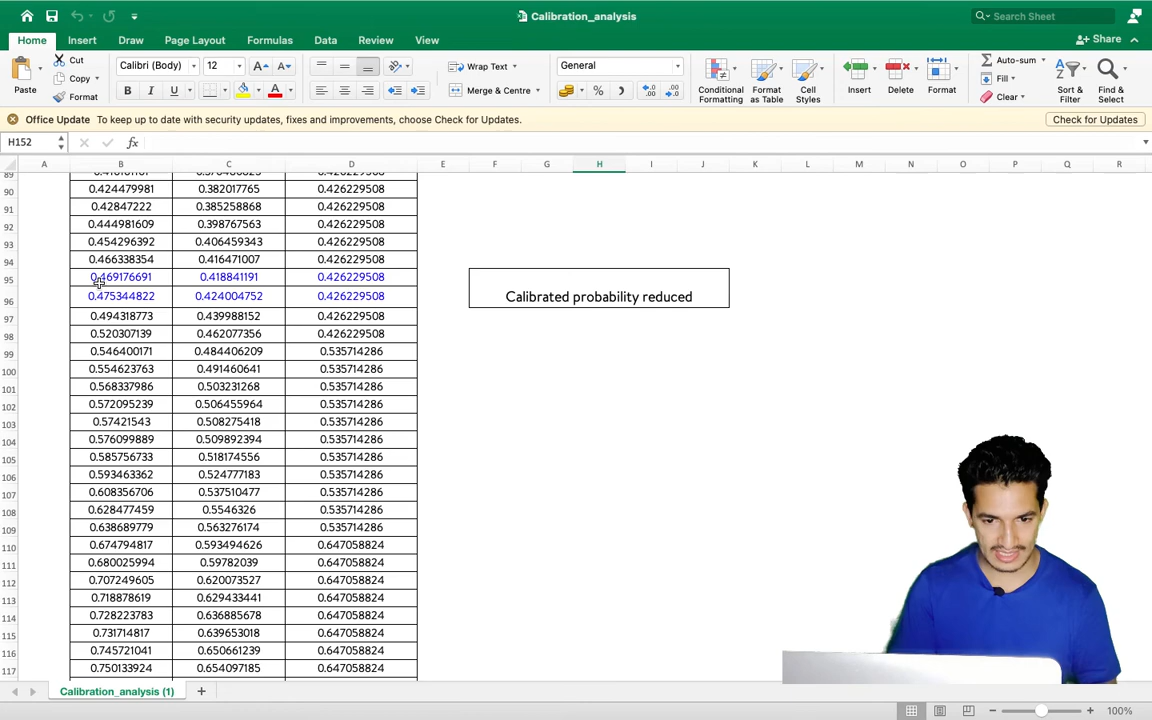 Calibration_analysis
Search Sheet
Home Insert Draw Page Layout Formulas Data Review View
Share
Paste
Cut
Copy
Format
Calibri (Body) 12
A A
B I U
A
Wrap Text
Merge & Centre
General
%
Conditional Formatting
Format as Table
Cell Styles
Insert
Delete
Format
Auto-sum
Fill
Clear
Sort & Filter
Find & Select
Office Update To keep up to date with security updates, fixes and improvements, choose Check for Updates.
Check for Updates
H152 fx
A B C D E F G H I J K L M N O P Q R
89 0.426229508
90 0.424479981 0.382017765 0.426229508
91 0.42847222 0.385258868 0.426229508
92 0.444981609 0.398767563 0.426229508
93 0.454296392 0.406459343 0.426229508
94 0.466338354 0.416471007 0.426229508
95 0.469176691 0.418841191 0.426229508
96 0.475344822 0.424004752 0.426229508
Calibrated probability reduced
97 0.494318773 0.439988152 0.426229508
98 0.520307139 0.462077356 0.426229508
99 0.546400171 0.484406209 0.535714286
100 0.554623763 0.491460641 0.535714286
101 0.568337986 0.503231268 0.535714286
102 0.572095239 0.506455964 0.535714286
103 0.57421543 0.508275418 0.535714286
104 0.576099889 0.509892394 0.535714286
105 0.585756733 0.518174556 0.535714286
106 0.593463362 0.524777183 0.535714286
107 0.608356706 0.537510477 0.535714286
108 0.628477459 0.5546326 0.535714286
109 0.638689779 0.563276174 0.535714286
110 0.674794817 0.593494626 0.647058824
111 0.680025994 0.59782039 0.647058824
112 0.707249605 0.620073527 0.647058824
113 0.718878619 0.629433441 0.647058824
114 0.728223783 0.636885678 0.647058824
115 0.731714817 0.639653018 0.647058824
116 0.745721041 0.650661239 0.647058824
117 0.750133924 0.654097185 0.647058824
Calibration_analysis (1)
100%